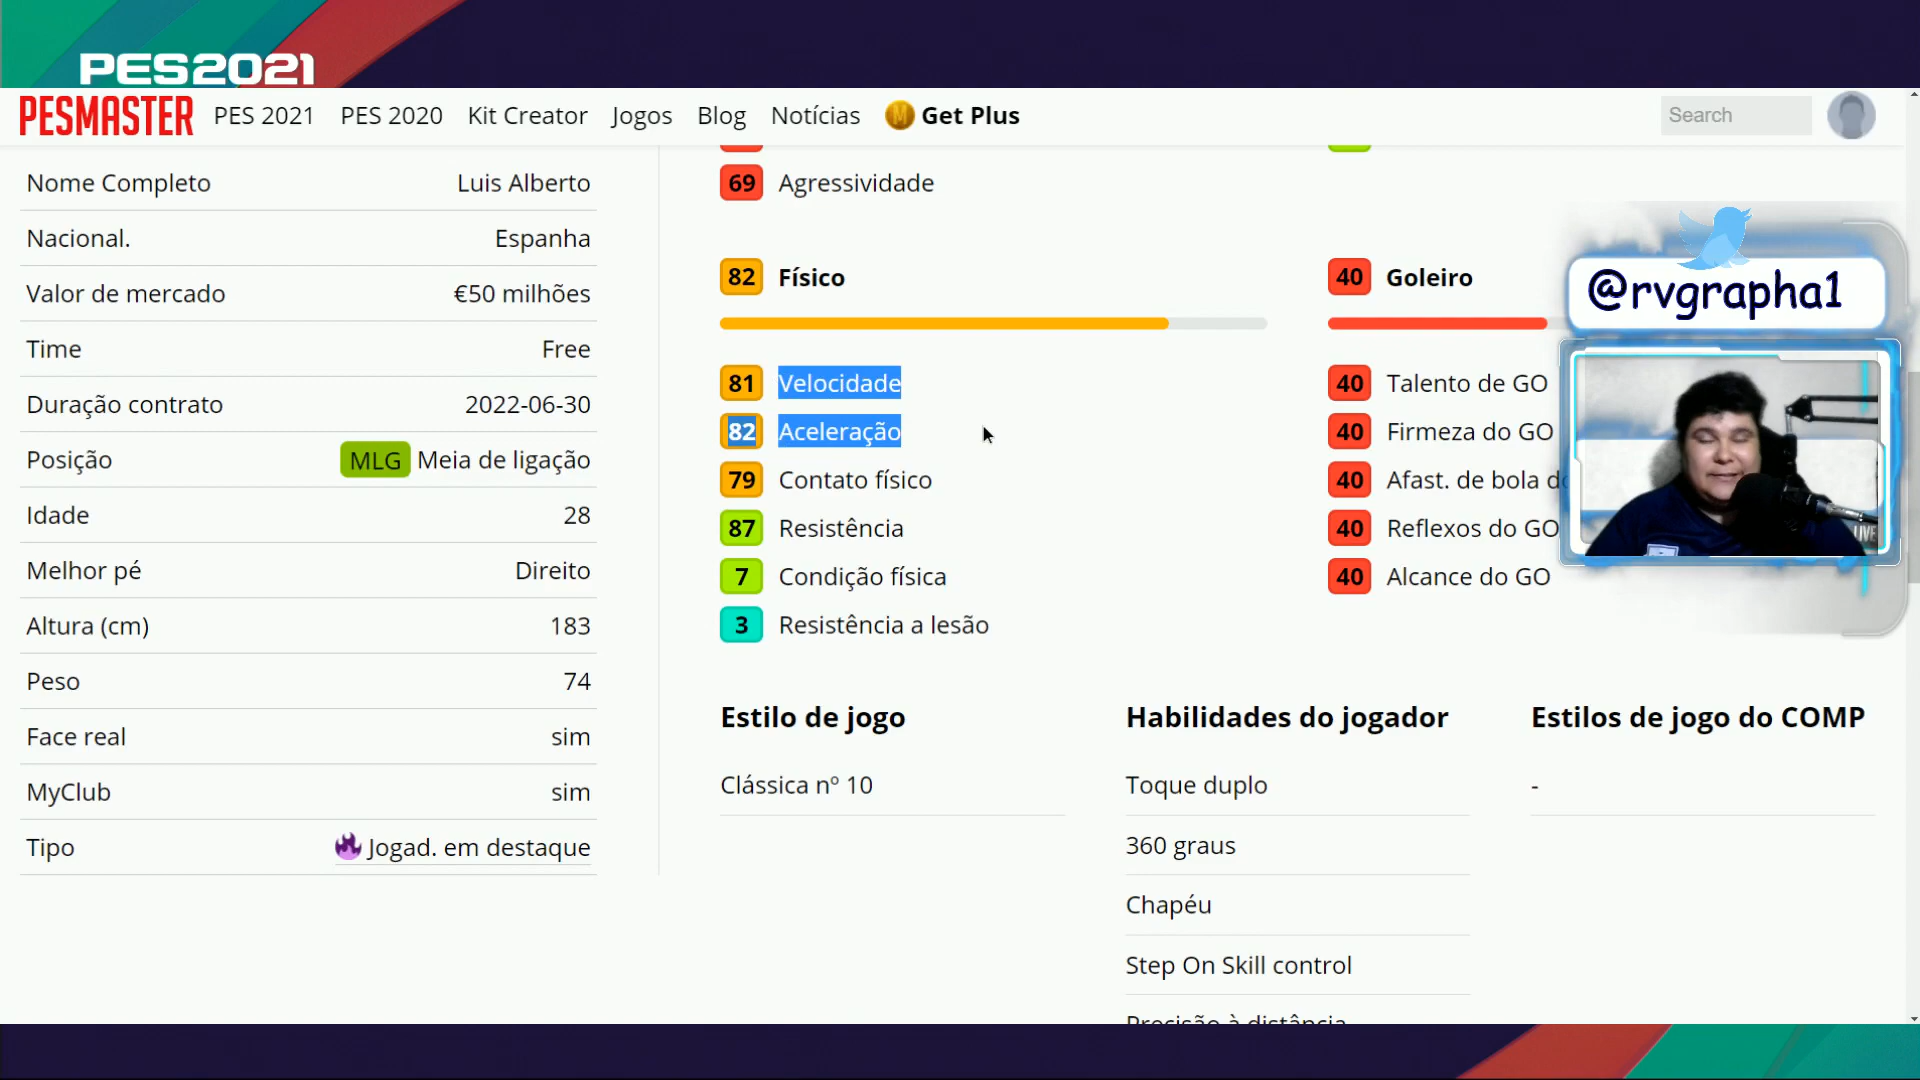 PES2021
PESMASTER PES 2021 PES 2020 Kit Creator Jogos Blog Notícias M Get Plus Search
Nome Completo Luis Alberto
Nacional. Espanha
Valor de mercado €50 milhões
Time Free
Duração contrato 2022-06-30
Posição MLG Meia de ligação
Idade 28
Melhor pé Direito
Altura (cm) 183
Peso 74
Face real sim
MyClub sim
Tipo Jogad. em destaque
69 Agressividade
82 Físico
81 Velocidade
82 Aceleração
79 Contato físico
87 Resistência
7 Condição física
3 Resistência a lesão
40 Goleiro
40 Talento de GO
40 Firmeza do GO
40 Afast. de bola do
40 Reflexos do GO
40 Alcance do GO
@rvgrapha1
LIVE
Estilo de jogo
Clássica nº 10
Habilidades do jogador
Toque duplo
360 graus
Chapéu
Step On Skill control
Precisão à distância
Estilos de jogo do COMP
-